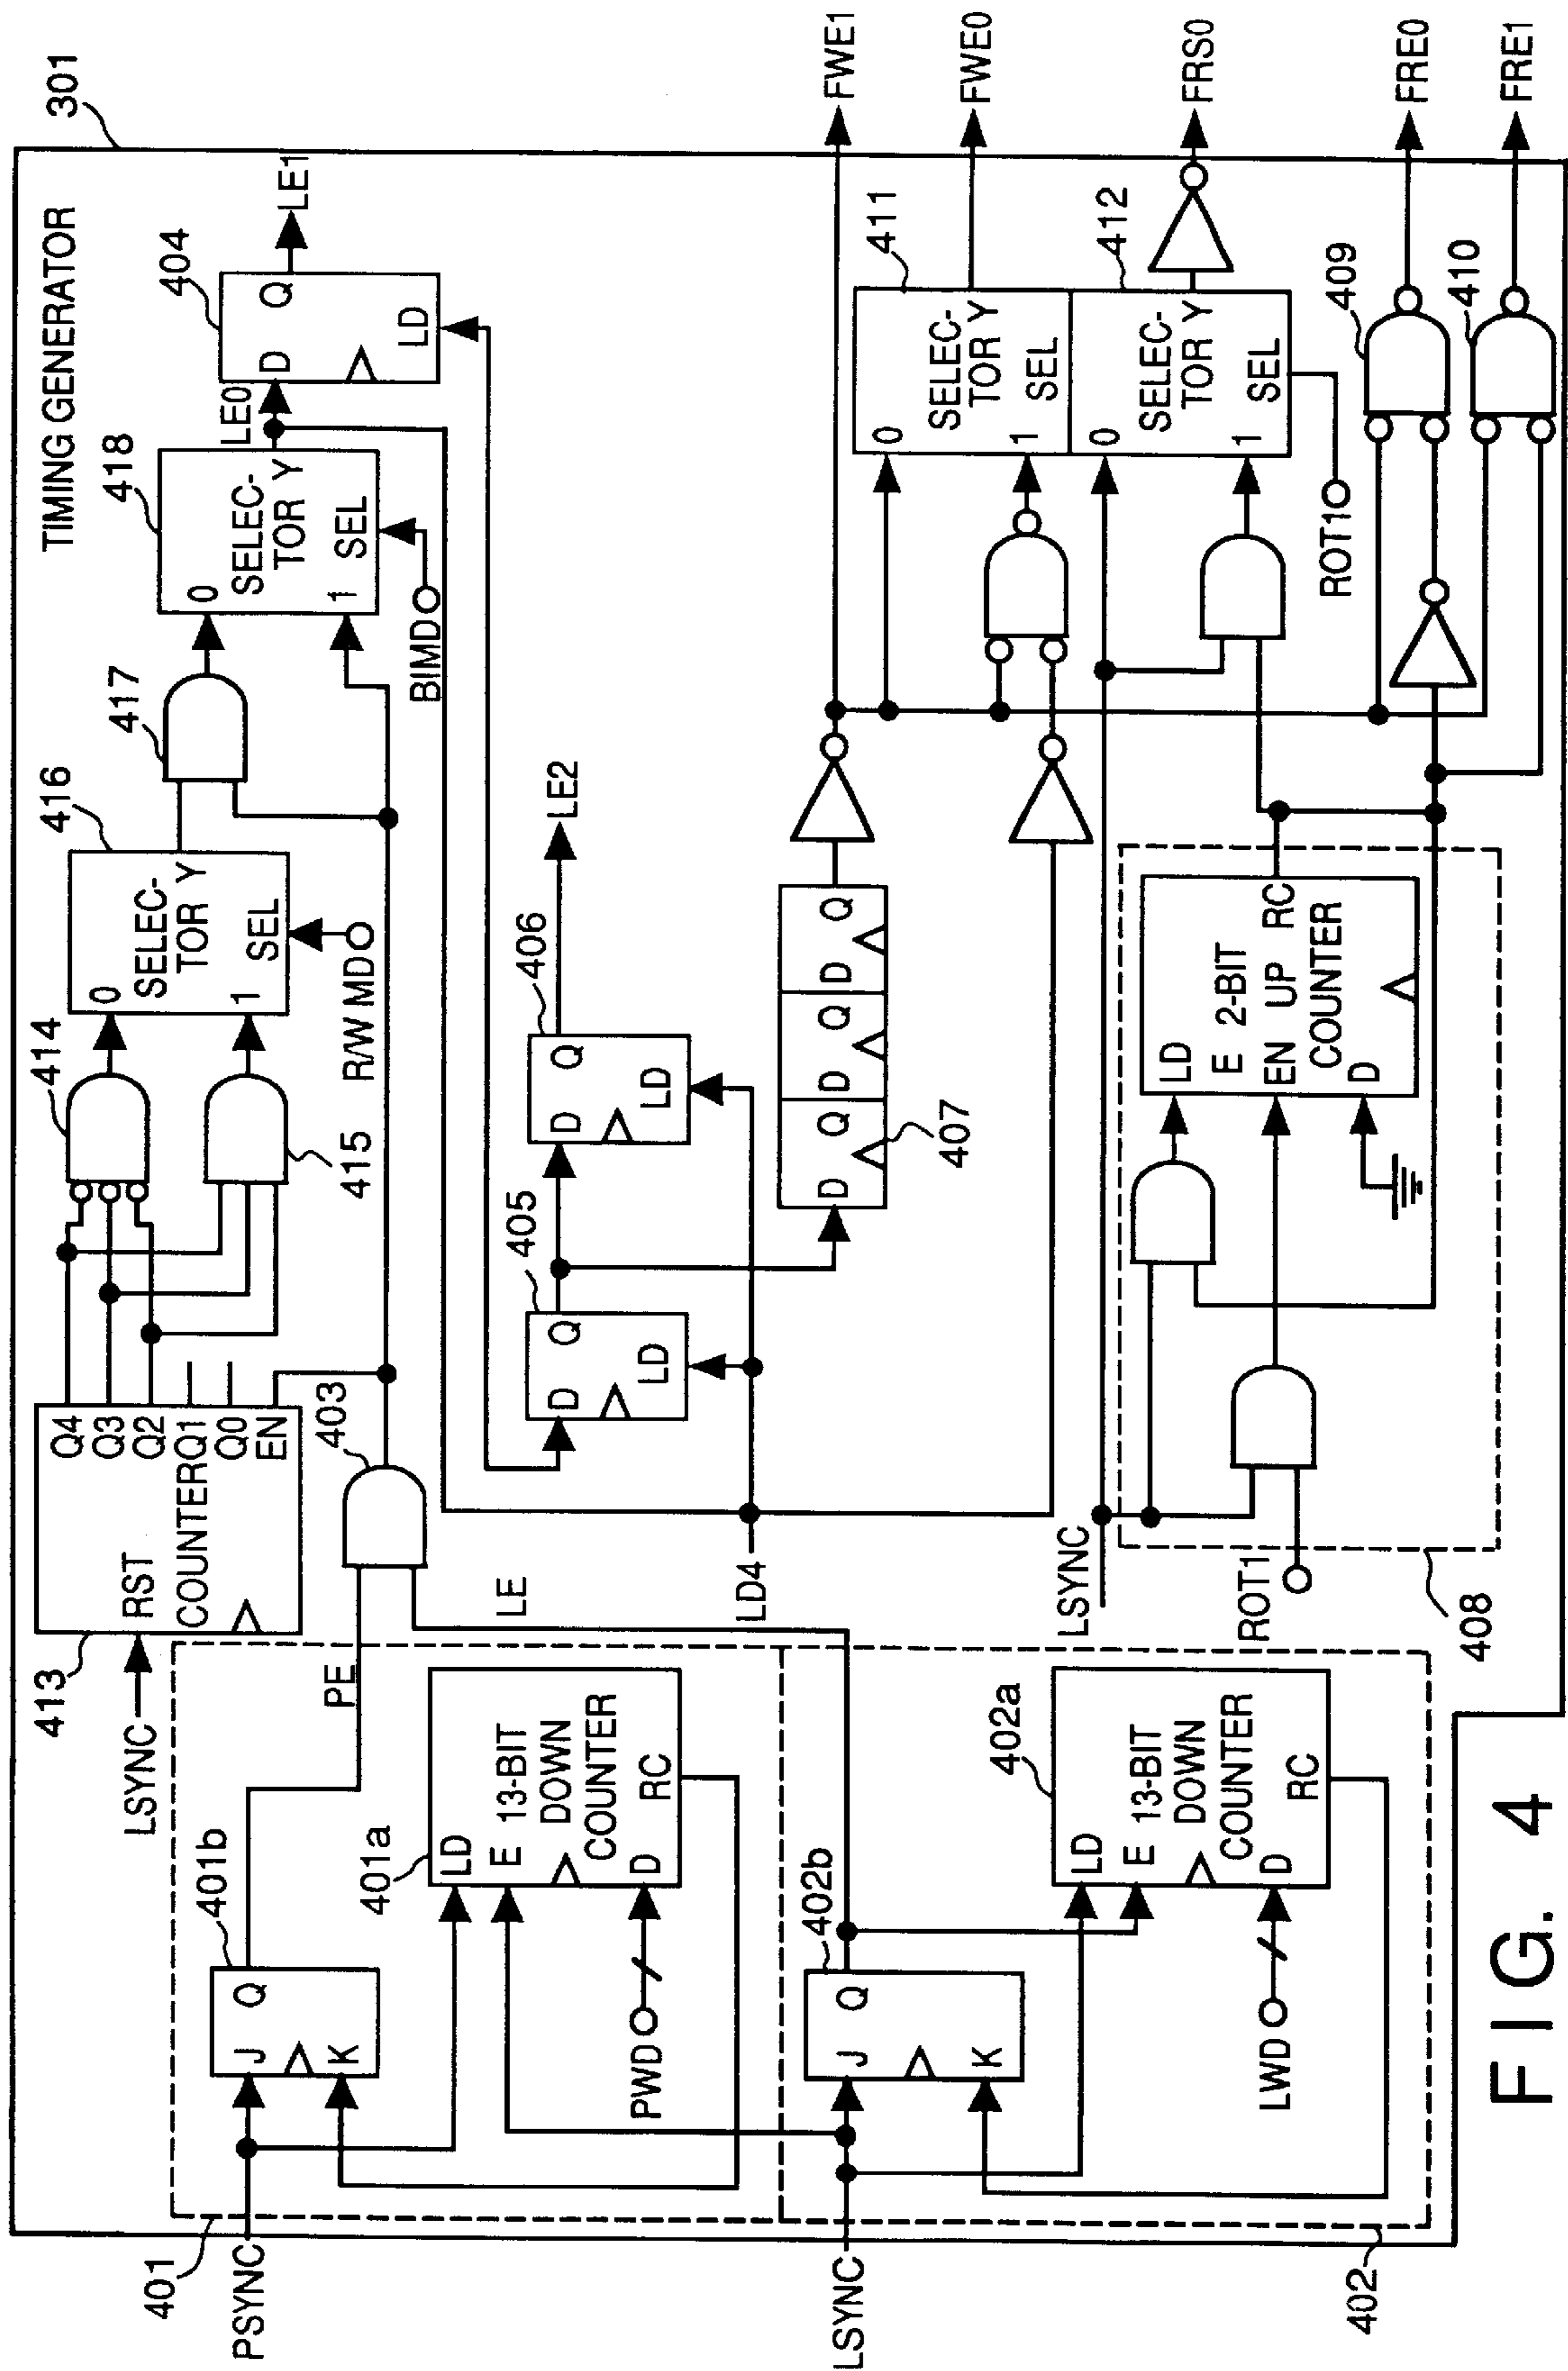 TIMING GENERATOR
301
413
LSYNC
RST
COUNTER
Q4
Q3
Q2
Q1
Q0
EN
414
415
416
0
1
SELEC-
TOR Y
SEL
R/W MD
417
418
0
1
SELEC-
TOR Y
SEL
BIMD
LE0
404
D
Q
LD
LE1
401
PSYNC
401b
J
Q
K
PE
401a
LD
E
13-BIT
DOWN
COUNTER
D
RC
PWD
403
LE
LSYNC
402
402b
J
Q
K
402a
LD
E
13-BIT
DOWN
COUNTER
D
RC
LWD
405
D
Q
LD
406
D
Q
LD
LE2
LD4
407
D Q
D Q
D Q
LSYNC
ROT1
408
LD
E 2-BIT
EN UP RC
COUNTER
D
411
0
SELEC-
TOR Y
1
SEL
412
0
SELEC-
TOR Y
1
SEL
ROT1
409
410
FWE1
FWE0
FRS0
FRE0
FRE1
FIG. 4